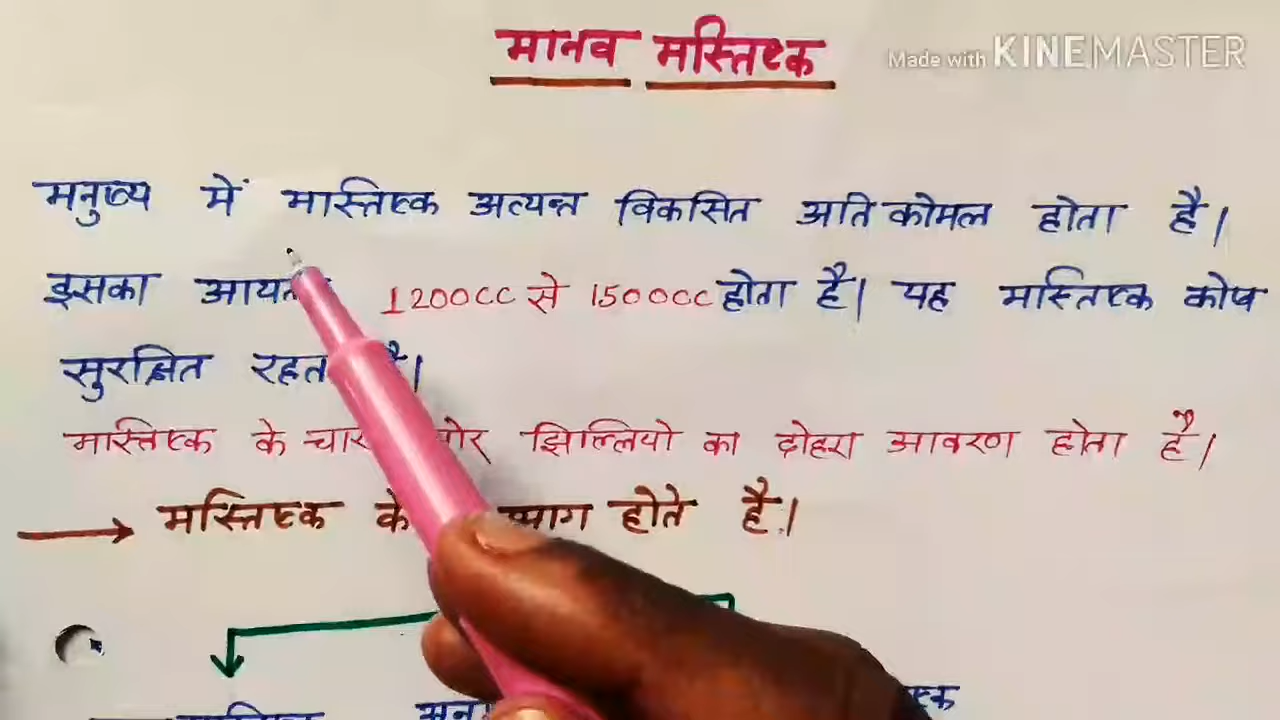 मानव मस्तिष्क
Made with KINEMASTER
मनुष्य में मास्तिष्क अत्यन्त विकसित अति कोमल होता है।
इसका 1200CC से 1500CC होता है। यह मस्तिष्क कोष
सुरक्षित है।
मास्तिष्क के झिल्लियो का दोहरा आवरण होता है।
मस्तिष्क के होते है।